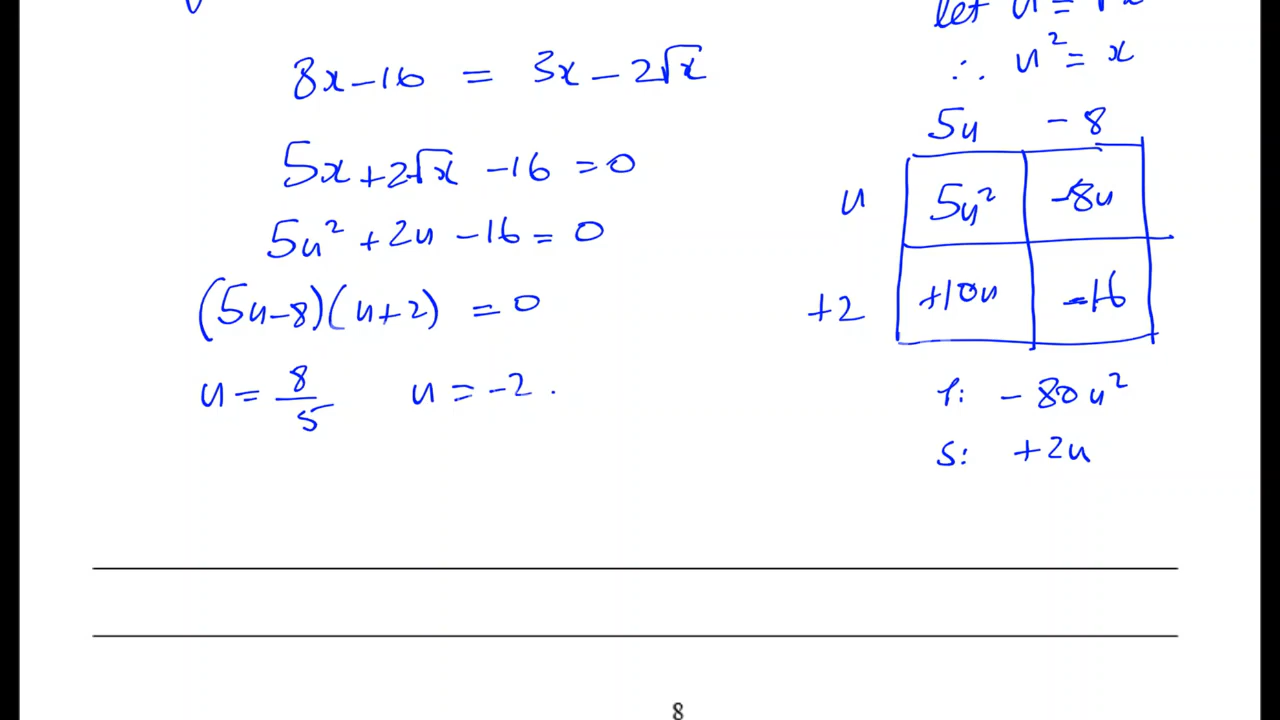 let u = √x
∴ u² = x
8x - 16 = 3x - 2√x
5x + 2√x - 16 = 0
5u² + 2u - 16 = 0
(5u - 8)(u + 2) = 0
u = 8/5 u = -2.
5u - 8
u 5u² -8u
+2 +10u -16
P: - 80u²
S: +2u
8